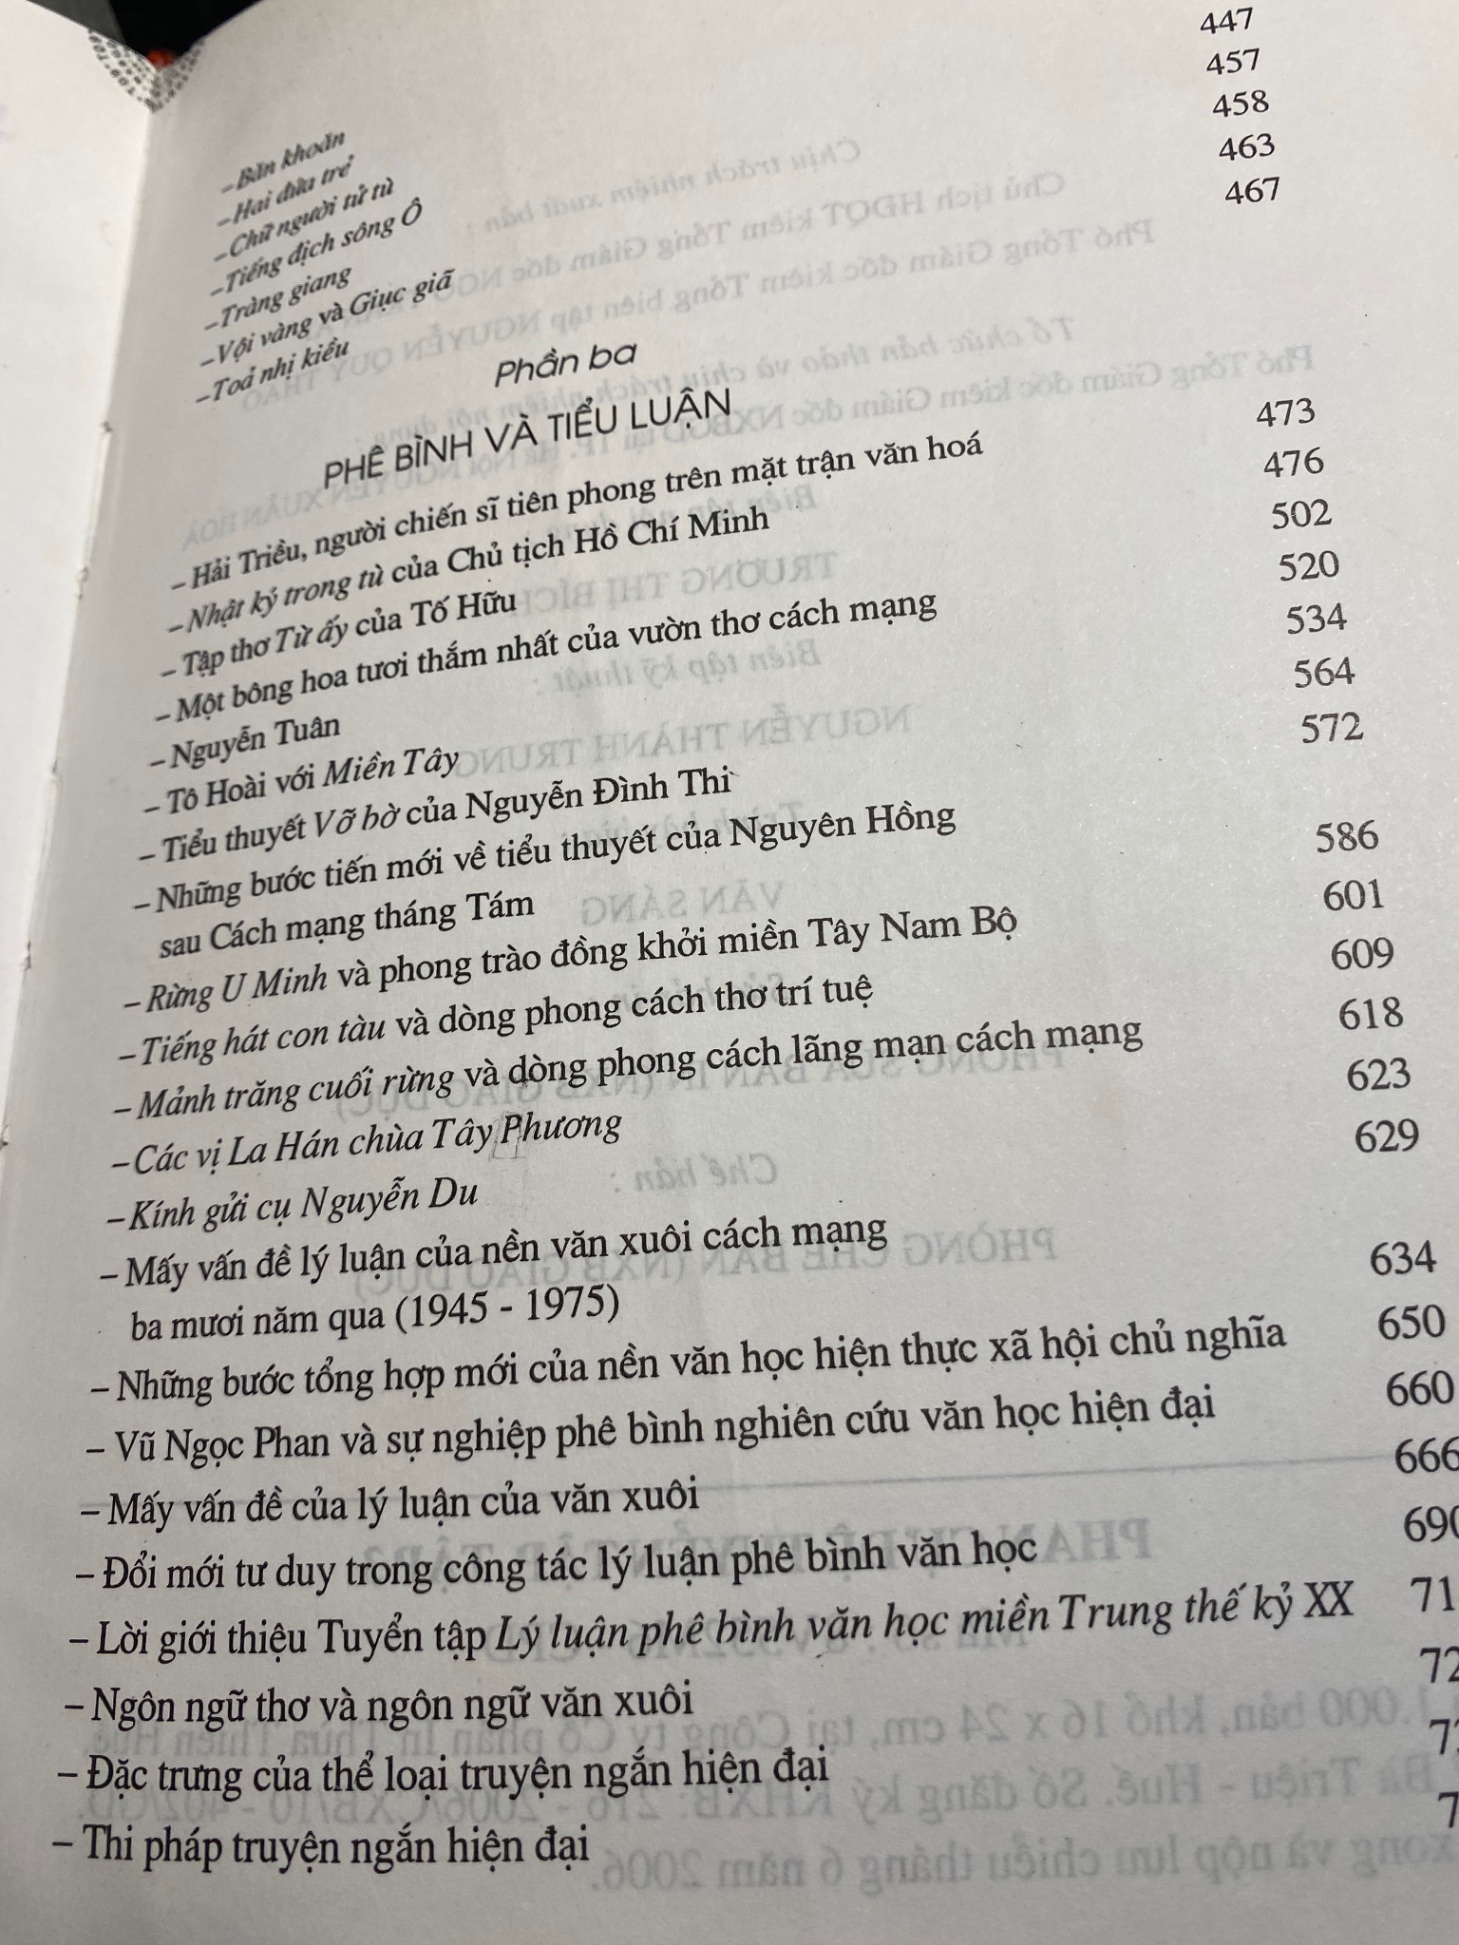 – Băn khoăn
– Hai đứa trẻ
– Chữ người tử tù 447
– Tiếng địch sông Ô 457
– Tràng giang 458
– Vội vàng và Giục giã 463
– Toả nhị kiều 467
Phần ba
PHÊ BÌNH VÀ TIỂU LUẬN
– Hải Triều, người chiến sĩ tiên phong trên mặt trận văn hoá 473
– Nhật ký trong tù của Chủ tịch Hồ Chí Minh 476
– Tập thơ Từ ấy của Tố Hữu 502
– Một bông hoa tươi thắm nhất của vườn thơ cách mạng 520
– Nguyễn Tuân 534
– Tô Hoài với Miền Tây 564
– Tiểu thuyết Vỡ bờ của Nguyễn Đình Thi 572
– Những bước tiến mới về tiểu thuyết của Nguyên Hồng
sau Cách mạng tháng Tám 586
– Rừng U Minh và phong trào đồng khởi miền Tây Nam Bộ 601
– Tiếng hát con tàu và dòng phong cách thơ trí tuệ 609
– Mảnh trăng cuối rừng và dòng phong cách lãng mạn cách mạng 618
– Các vị La Hán chùa Tây Phương 623
– Kính gửi cụ Nguyễn Du 629
– Mấy vấn đề lý luận của nền văn xuôi cách mạng
ba mươi năm qua (1945 - 1975) 634
– Những bước tổng hợp mới của nền văn học hiện thực xã hội chủ nghĩa 650
– Vũ Ngọc Phan và sự nghiệp phê bình nghiên cứu văn học hiện đại 660
– Mấy vấn đề của lý luận của văn xuôi 666
– Đổi mới tư duy trong công tác lý luận phê bình văn học 690
– Lời giới thiệu Tuyển tập Lý luận phê bình văn học miền Trung thế kỷ XX 71
– Ngôn ngữ thơ và ngôn ngữ văn xuôi 72
– Đặc trưng của thể loại truyện ngắn hiện đại 7
– Thi pháp truyện ngắn hiện đại 7